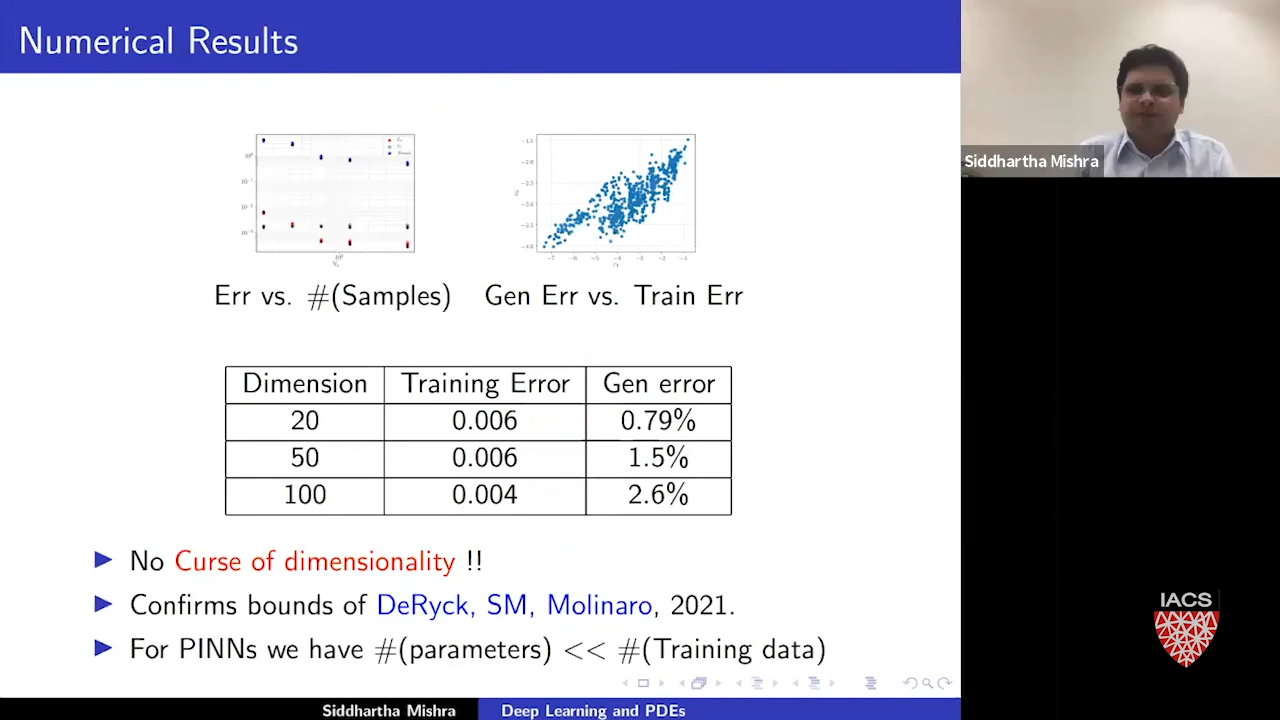 Numerical Results
Siddhartha Mishra
Err vs. #(Samples)
Gen Err vs. Train Err
Dimension Training Error Gen error
20 0.006 0.79%
50 0.006 1.5%
100 0.004 2.6%
No Curse of dimensionality !!
Confirms bounds of DeRyck, SM, Molinaro, 2021.
For PINNs we have #(parameters) << #(Training data)
IACS
Siddhartha Mishra
Deep Learning and PDEs